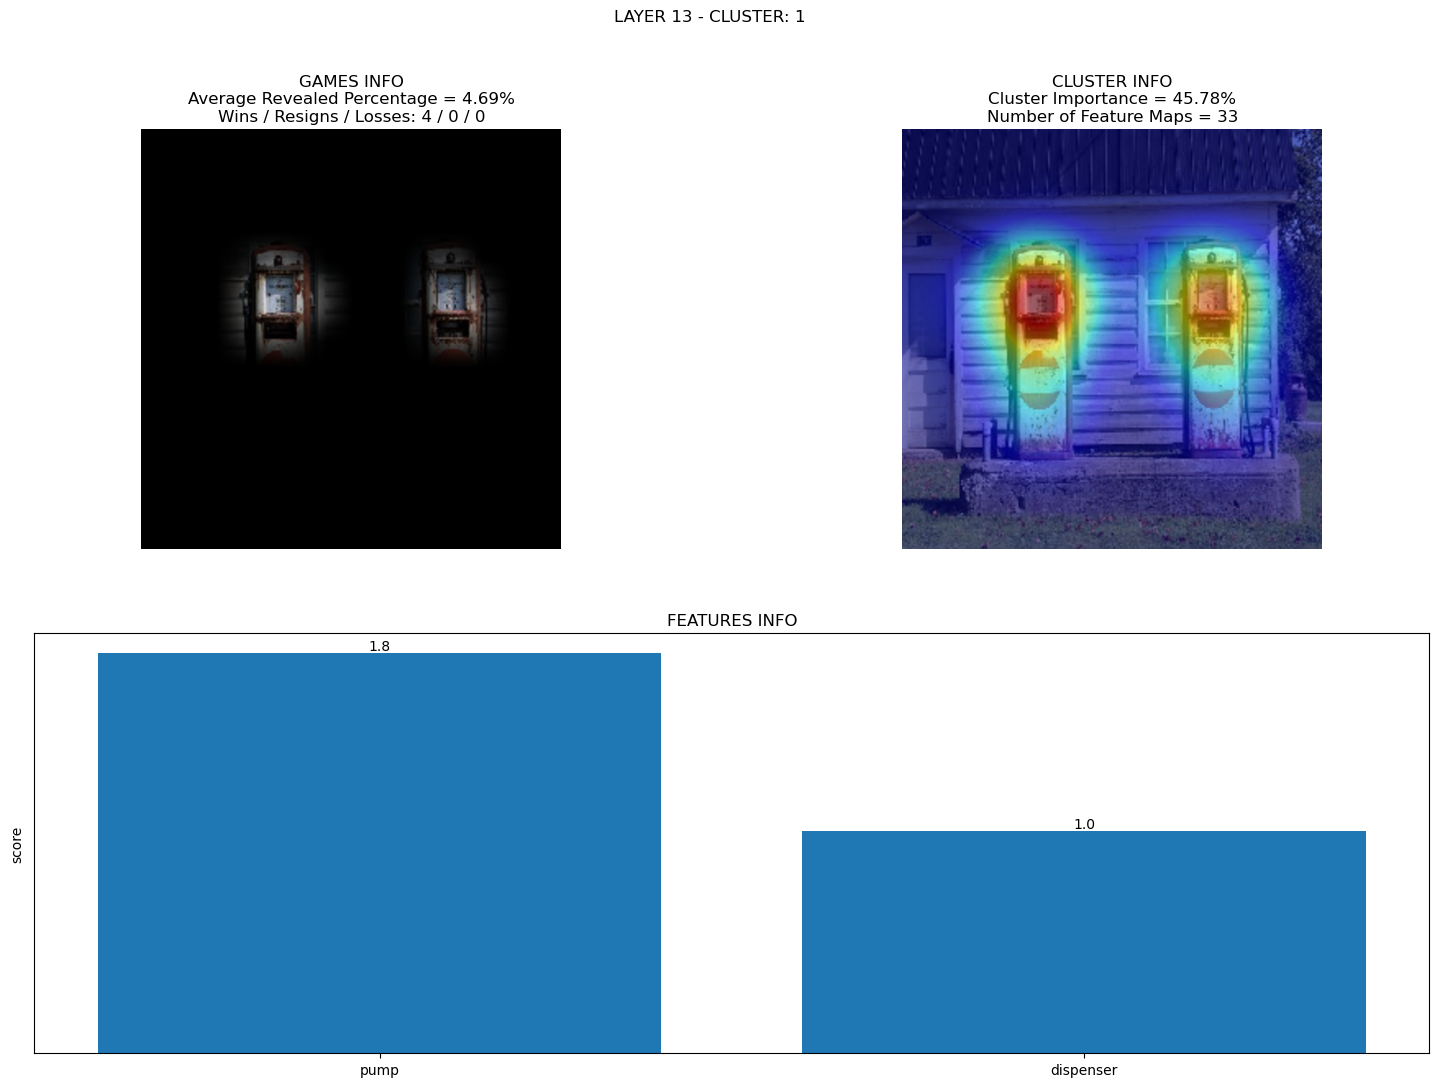 LAYER 13 - CLUSTER: 1
GAMES INFO
Average Revealed Percentage = 4.69%
Wins / Resigns / Losses: 4 / 0 / 0
CLUSTER INFO
Cluster Importance = 45.78%
Number of Feature Maps = 33
FEATURES INFO
1.8
1.0
score
pump
dispenser